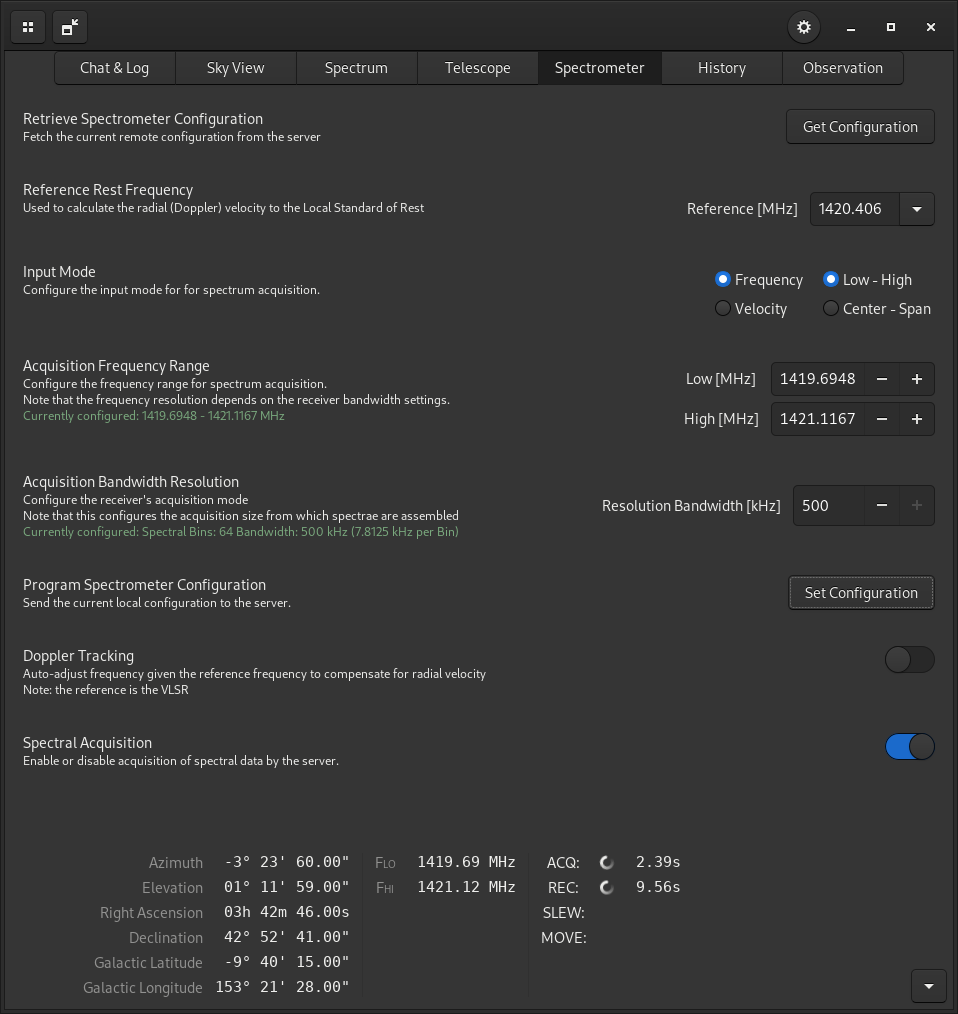 Chat & Log Sky View Spectrum Telescope Spectrometer History Observation
Retrieve Spectrometer Configuration
Fetch the current remote configuration from the server
Get Configuration
Reference Rest Frequency
Used to calculate the radial (Doppler) velocity to the Local Standard of Rest
Reference [MHz] 1420.406
Input Mode
Configure the input mode for for spectrum acquisition.
Frequency Low - High
Velocity Center - Span
Acquisition Frequency Range
Configure the frequency range for spectrum acquisition.
Note that the frequency resolution depends on the receiver bandwidth settings.
Currently configured: 1419.6948 - 1421.1167 MHz
Low [MHz] 1419.6948 − +
High [MHz] 1421.1167 − +
Acquisition Bandwidth Resolution
Configure the receiver's acquisition mode
Note that this configures the acquisition size from which spectrae are assembled
Currently configured: Spectral Bins: 64 Bandwidth: 500 kHz (7.8125 kHz per Bin)
Resolution Bandwidth [kHz] 500 − +
Program Spectrometer Configuration
Send the current local configuration to the server.
Set Configuration
Doppler Tracking
Auto-adjust frequency given the reference frequency to compensate for radial velocity
Note: the reference is the VLSR
Spectral Acquisition
Enable or disable acquisition of spectral data by the server.
Azimuth -3° 23' 60.00"
Elevation 01° 11' 59.00"
Right Ascension 03h 42m 46.00s
Declination 42° 52' 41.00"
Galactic Latitude -9° 40' 15.00"
Galactic Longitude 153° 21' 28.00"
FLO 1419.69 MHz
FHI 1421.12 MHz
ACQ: 2.39s
REC: 9.56s
SLEW:
MOVE: